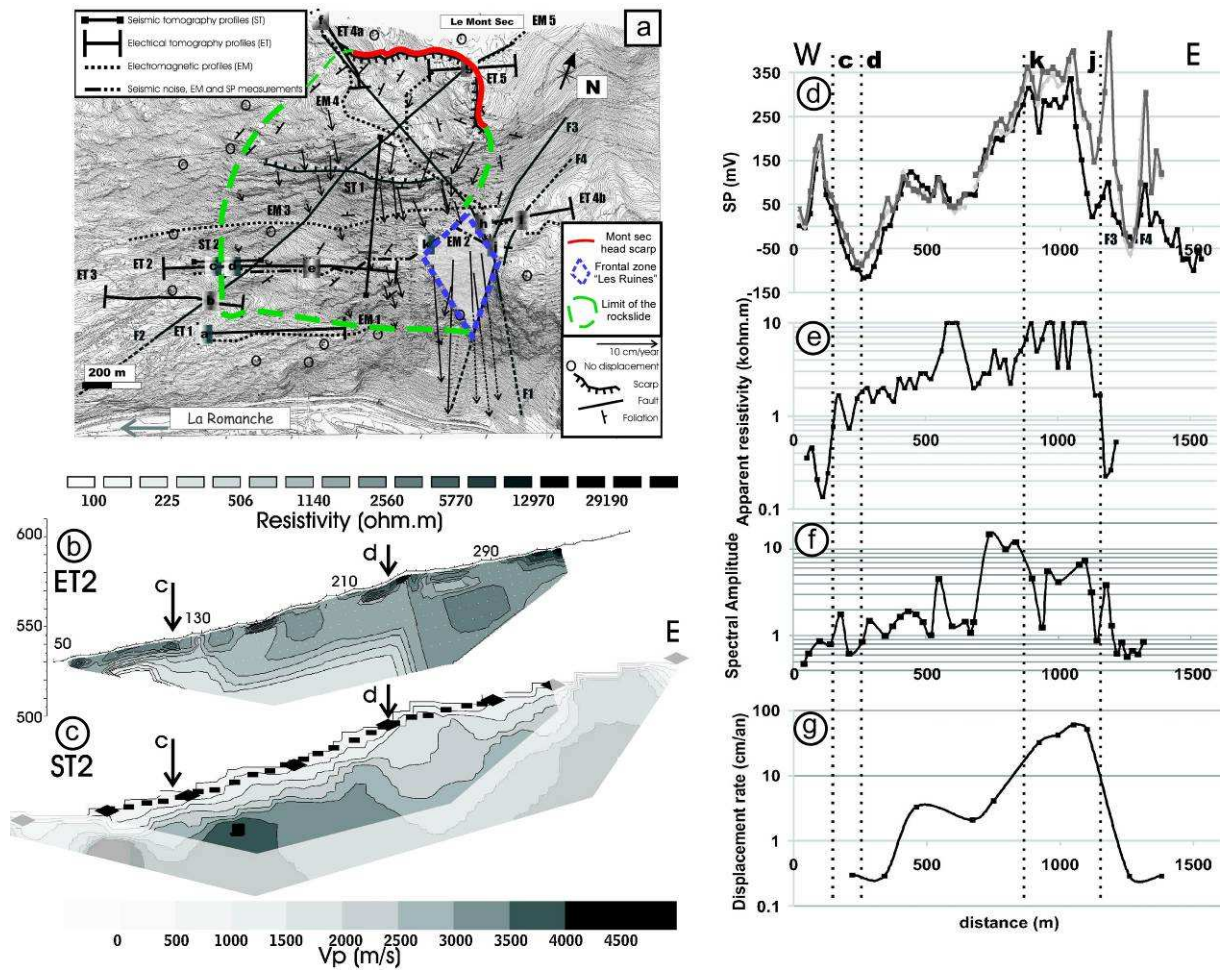 Seismic tomography profiles (ST)
Electrical tomography profiles (ET)
Electromagnetic profiles (EM)
Seismic noise, EM and SP measurements
ET 4a
Le Mont Sec
EM 5
a
ET 5
N
EM 4
F3
F4
ST 1
EM 3
ET 4b
h
EM 2
ST 2
ET 3
ET 2
c
d
e
EM 1
F2
ET 1
a
F1
200 m
La Romanche
Mont sec
head scarp
Frontal zone
"Les Ruines"
Limit of the
rockslide
10 cm/year
No displacement
Scarp
Fault
Foliation
100 225 506 1140 2560 5770 12970 29190
Resistivity (ohm.m)
b
ET2
600
550
500
50
c
130
210
d
290
E
c
ST2
c
d
0 500 1000 1500 2000 2500 3000 3500 4000 4500
Vp (m/s)
W c d k j E
d
SP (mV)
350
250
150
50
-50
-150
0 500 1000 1500
F3 F4
e
Apparent resistivity (kohm.m)
10
1
0.1
0 500 1000 1500
f
Spectral Amplitude
10
1
0 500 1000 1500
g
Displacement rate (cm/an)
100
10
1
0.1
0 500 1000 1500
distance (m)